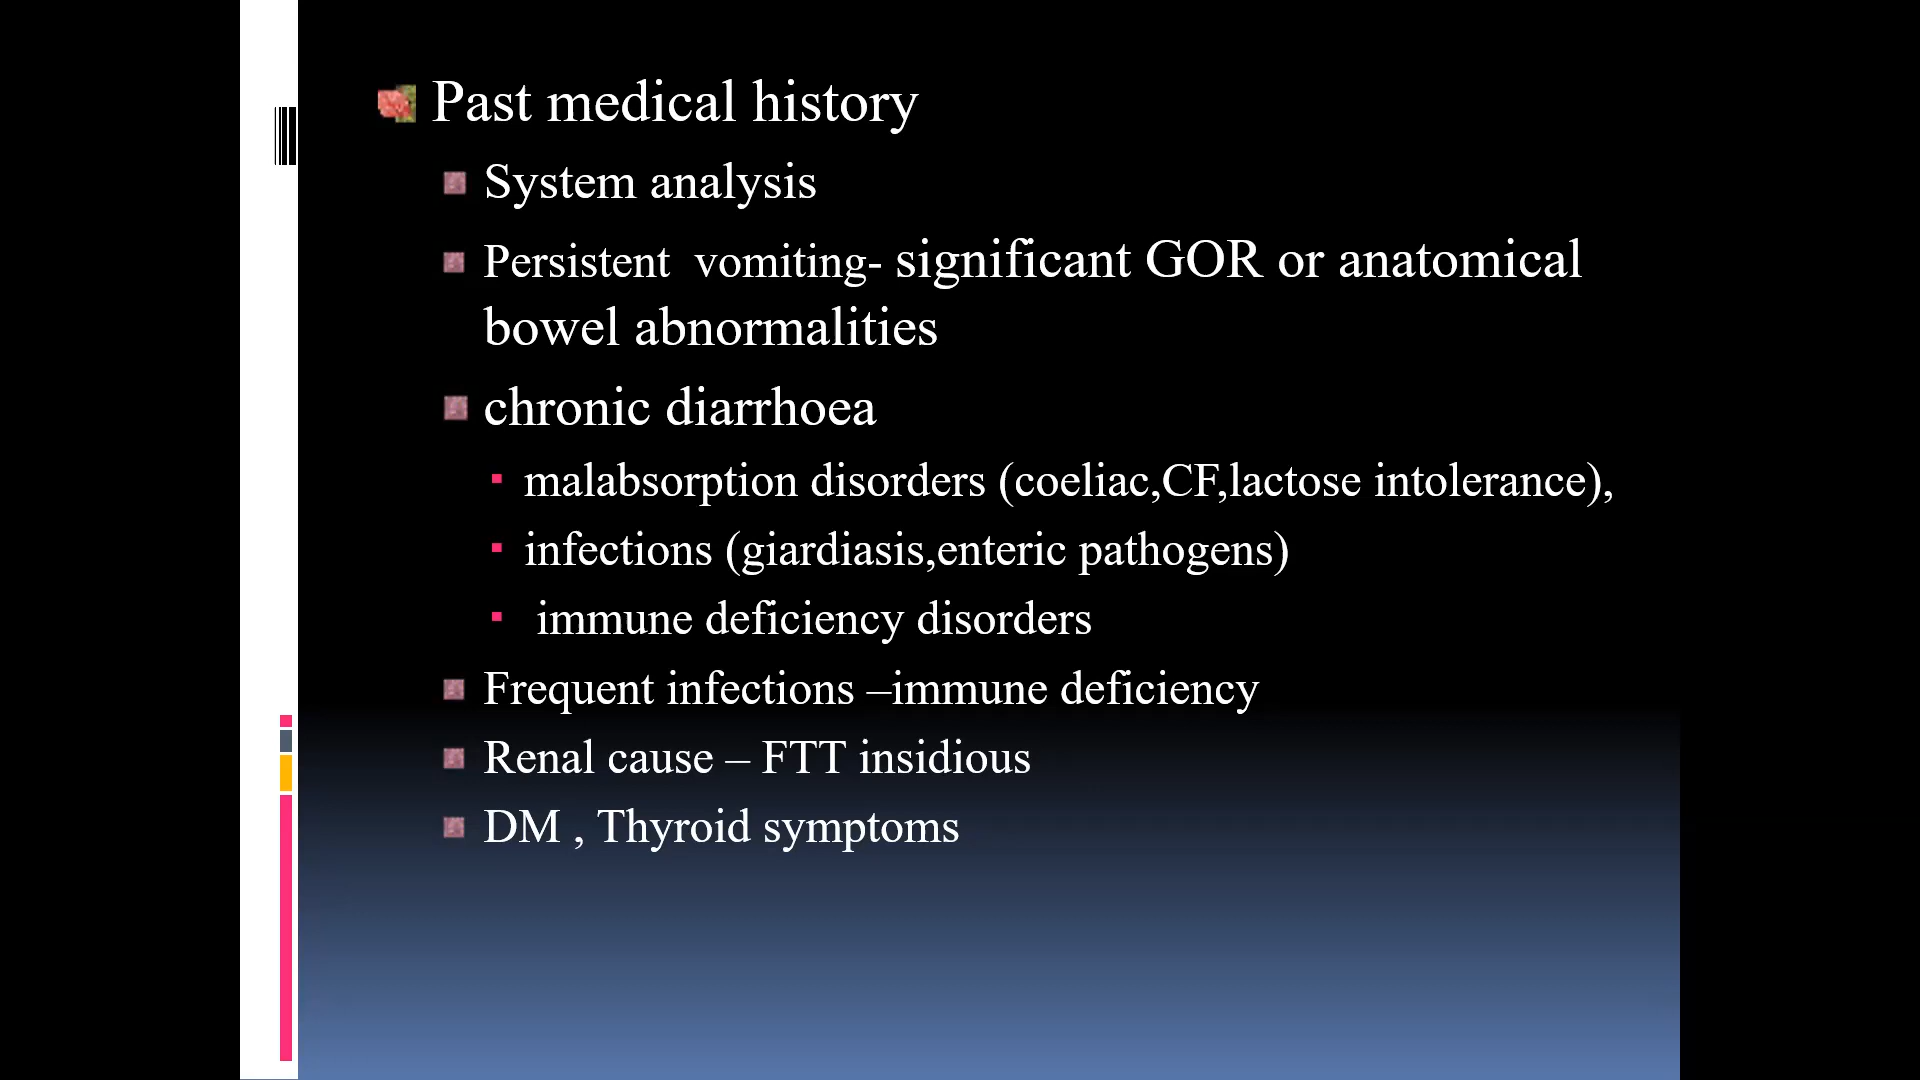 Past medical history
System analysis
Persistent vomiting- significant GOR or anatomical
bowel abnormalities
chronic diarrhoea
malabsorption disorders (coeliac,CF,lactose intolerance),
infections (giardiasis,enteric pathogens)
immune deficiency disorders
Frequent infections –immune deficiency
Renal cause – FTT insidious
DM , Thyroid symptoms